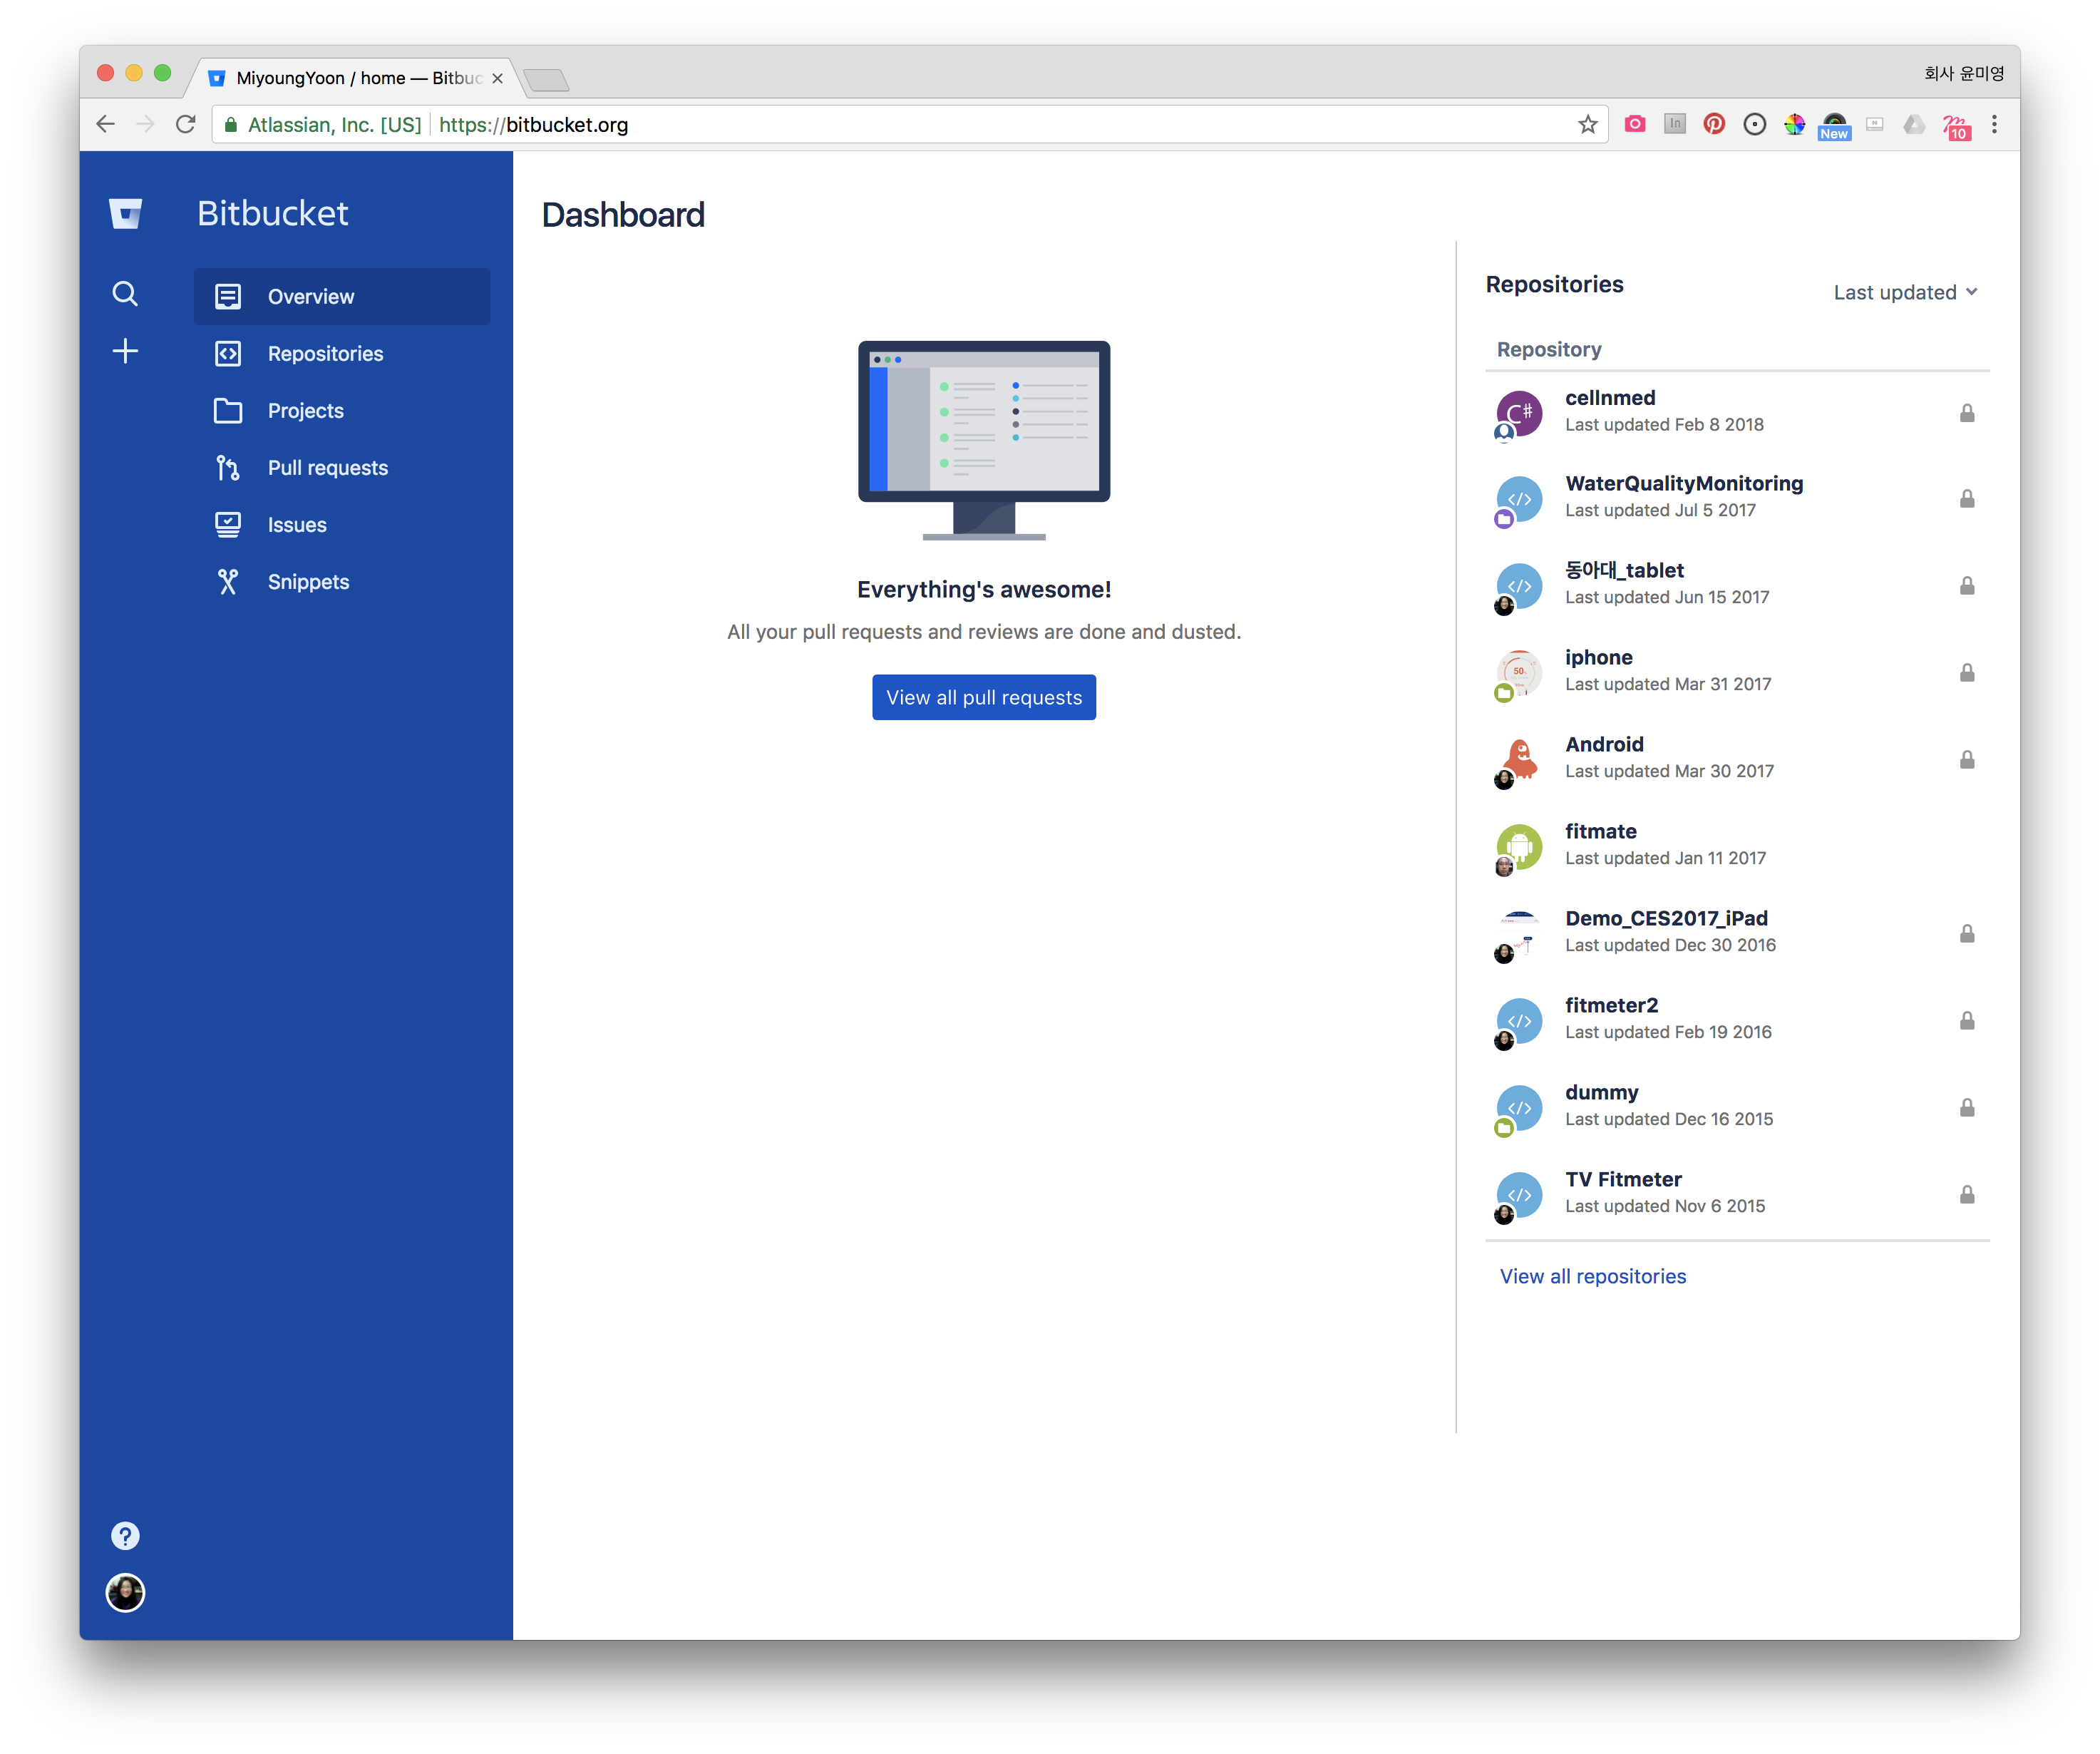 MiyoungYoon / home — Bitbuc
회사 윤미영
Atlassian, Inc. [US]
https://bitbucket.org
In
New
10
Bitbucket
Overview
Repositories
Projects
Pull requests
Issues
Snippets
Dashboard
Everything's awesome!
All your pull requests and reviews are done and dusted.
View all pull requests
Repositories
Last updated
Repository
C#
cellnmed
Last updated Feb 8 2018
WaterQualityMonitoring
Last updated Jul 5 2017
동아대_tablet
Last updated Jun 15 2017
50
iphone
Last updated Mar 31 2017
Android
Last updated Mar 30 2017
fitmate
Last updated Jan 11 2017
Demo_CES2017_iPad
Last updated Dec 30 2016
fitmeter2
Last updated Feb 19 2016
dummy
Last updated Dec 16 2015
TV Fitmeter
Last updated Nov 6 2015
View all repositories